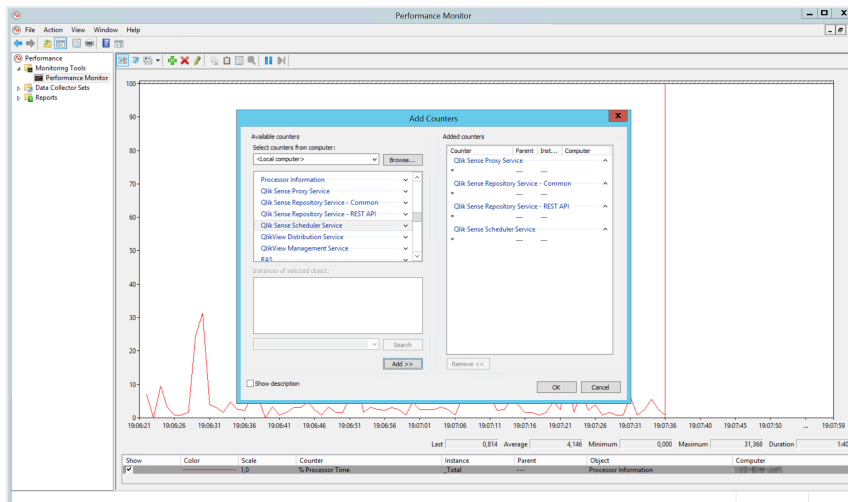 Performance Monitor
File Action View Window Help
Performance
Monitoring Tools
Performance Monitor
Data Collector Sets
Reports
100
90
80
70
60
50
40
30
20
10
0
Add Counters
Available counters
Select counters from computer:
<Local computer>
Browse...
Processor Information
Qlik Sense Proxy Service
Qlik Sense Repository Service - Common
Qlik Sense Repository Service - REST API
Qlik Sense Scheduler Service
QlikView Distribution Service
QlikView Management Service
RAS
Instances of selected object:
Search
Add >>
Show description
Added counters
Counter Parent Inst... Computer
Qlik Sense Proxy Service
* --- ---
Qlik Sense Repository Service - Common
* --- ---
Qlik Sense Repository Service - REST API
* --- ---
Qlik Sense Scheduler Service
* --- ---
Remove <<
OK Cancel
19:06:21 19:06:26 19:06:31 19:06:36 19:06:41 19:06:46 19:06:51 19:06:56 19:07:01 19:07:06 19:07:11 19:07:16 19:07:21 19:07:26 19:07:31 19:07:36 19:07:40 19:07:45 19:07:50 ... 19:07:59
Last 0,814 Average 4,146 Minimum 0,000 Maximum 31,368 Duration 1:40
Show Color Scale Counter Instance Parent Object Computer
1,0 % Processor Time _Total --- Processor Information